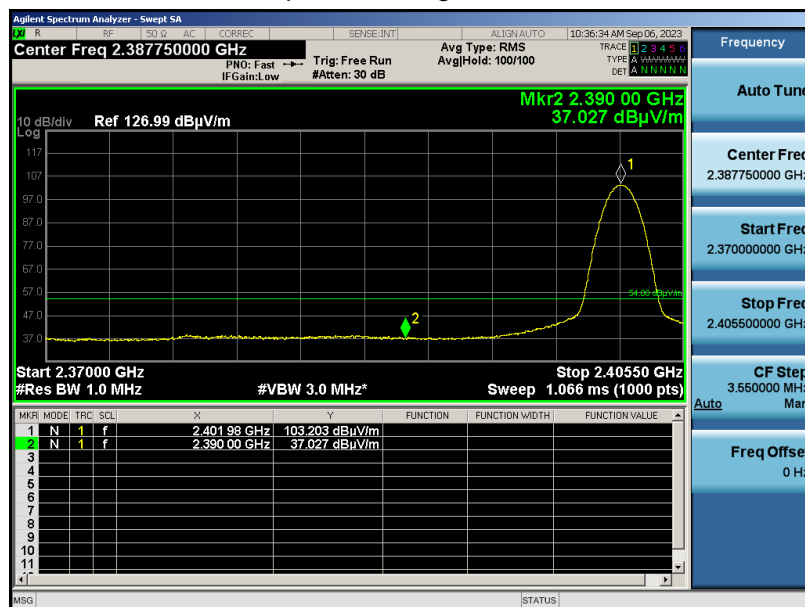 Agilent Spectrum Analyzer - Swept SA
LXI R RF 50 Ω AC CORREC SENSE:INT ALIGN AUTO 10:36:34 AM Sep 06, 2023
Center Freq 2.387750000 GHz
PNO: Fast
IFGain:Low
Trig: Free Run
#Atten: 30 dB
Avg Type: RMS
Avg|Hold: 100/100
TRACE 1 2 3 4 5 6
TYPE A WWWWW
DET A N N N N N
Mkr2 2.390 00 GHz
37.027 dBµV/m
10 dB/div Ref 126.99 dBµV/m
Log
117
107
97.0
87.0
77.0
67.0
57.0
47.0
37.0
1
2
54.00 dBµV/m
Start 2.37000 GHz Stop 2.40550 GHz
#Res BW 1.0 MHz #VBW 3.0 MHz* Sweep 1.066 ms (1000 pts)
MKR MODE TRC SCL X Y FUNCTION FUNCTION WIDTH FUNCTION VALUE
1 N 1 f 2.401 98 GHz 103.203 dBµV/m
2 N 1 f 2.390 00 GHz 37.027 dBµV/m
3
4
5
6
7
8
9
10
11
MSG STATUS
Frequency
Auto Tune
Center Freq
2.387750000 GHz
Start Freq
2.370000000 GHz
Stop Freq
2.405500000 GHz
CF Step
3.550000 MHz
Auto Man
Freq Offset
0 Hz